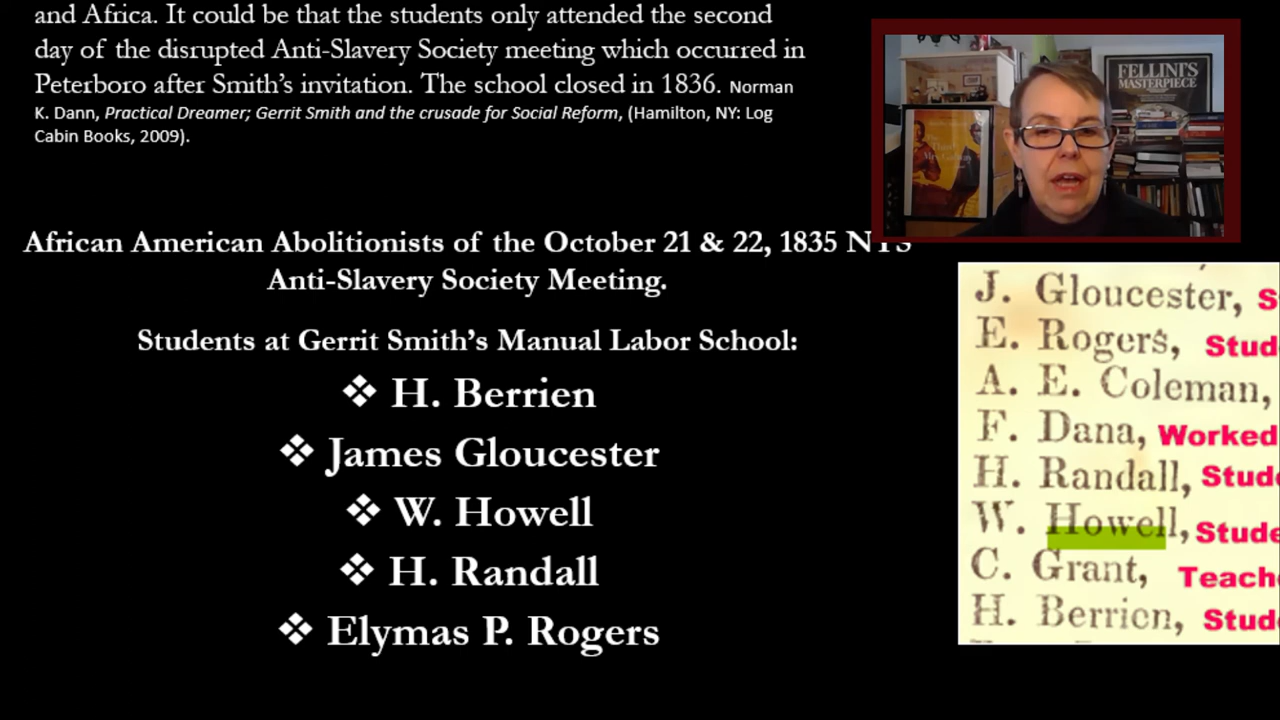 and Africa. It could be that the students only attended the second
day of the disrupted Anti-Slavery Society meeting which occurred in
Peterboro after Smith's invitation. The school closed in 1836. Norman
K. Dann, Practical Dreamer; Gerrit Smith and the crusade for Social Reform, (Hamilton, NY: Log
Cabin Books, 2009).
FELLINI'S
MASTERPIECE
African American Abolitionists of the October 21 & 22, 1835 NYS
Anti-Slavery Society Meeting.
Students at Gerrit Smith's Manual Labor School:
❖ H. Berrien
❖ James Gloucester
❖ W. Howell
❖ H. Randall
❖ Elymas P. Rogers
J. Gloucester, S
E. Rogers, Stud
A. E. Coleman,
F. Dana, Worked
H. Randall, Stude
W. Howell, Stude
C. Grant, Teach
H. Berrien, Stud